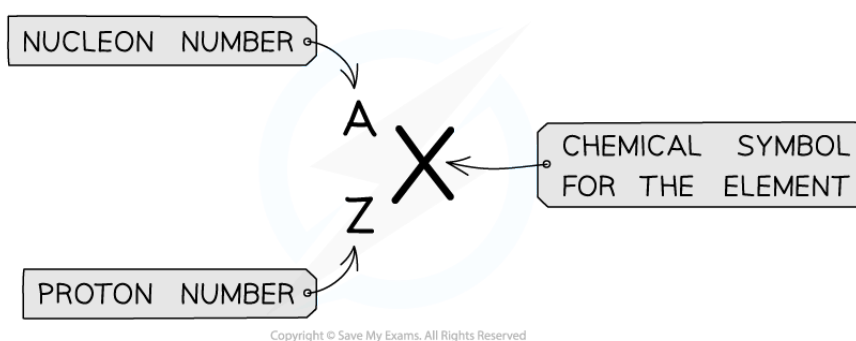 NUCLEON NUMBER
A
X
CHEMICAL SYMBOL
FOR THE ELEMENT
Z
PROTON NUMBER
Copyright © Save My Exams. All Rights Reserved